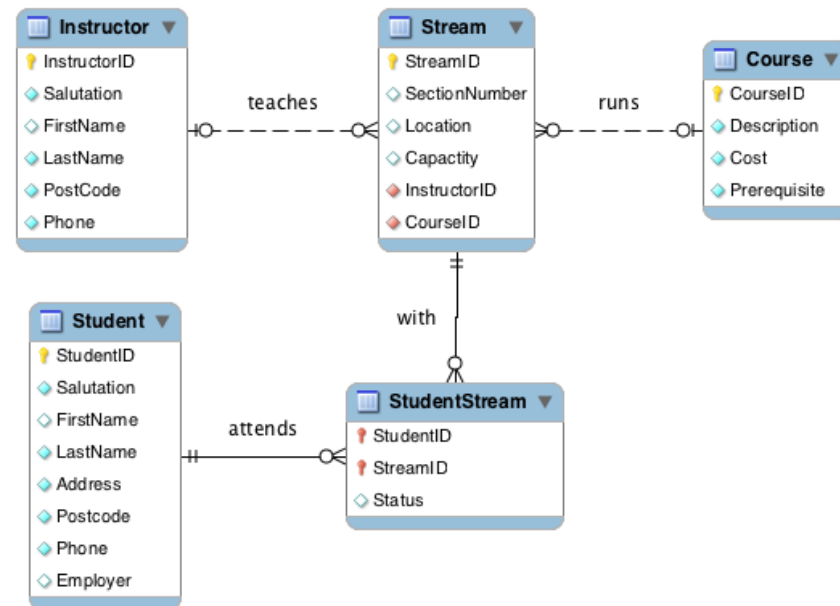 Instructor
InstructorID
Salutation
FirstName
LastName
PostCode
Phone
teaches
Stream
StreamID
SectionNumber
Location
Capactity
InstructorID
CourseID
runs
Course
CourseID
Description
Cost
Prerequisite
with
Student
StudentID
Salutation
FirstName
LastName
Address
Postcode
Phone
Employer
attends
StudentStream
StudentID
StreamID
Status